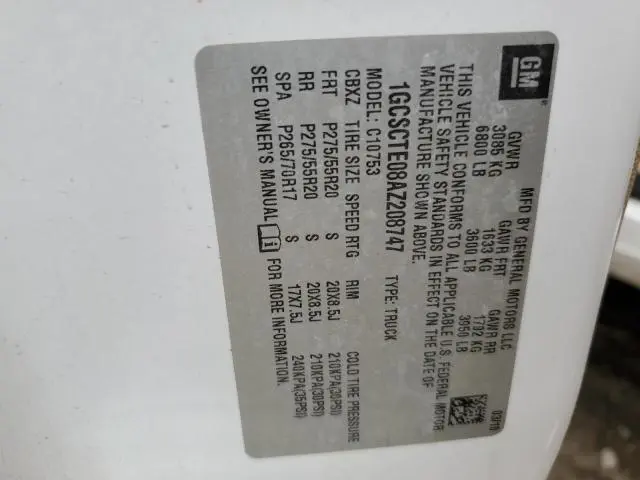 GM
MFD BY GENERAL MOTORS LLC
03/10
GVWR GAWR FRT GAWR RR
3085 KG 1633 KG 1792 KG
6800 LB 3600 LB 3950 LB
THIS VEHICLE CONFORMS TO ALL APPLICABLE U.S. FEDERAL MOTOR
VEHICLE SAFETY STANDARDS IN EFFECT ON THE DATE OF
MANUFACTURE SHOWN ABOVE.
1GCSCTE08AZ208747
TYPE: TRUCK
MODEL: C10753
CBXZ TIRE SIZE SPEED RTG RIM COLD TIRE PRESSURE
FRT P275/55R20 S 20X8.5J 210KPA(30PSI)
RR P275/55R20 S 20X8.5J 210KPA(30PSI)
SPA P265/70R17 S 17X7.5J 240KPA(35PSI)
SEE OWNER'S MANUAL FOR MORE INFORMATION.